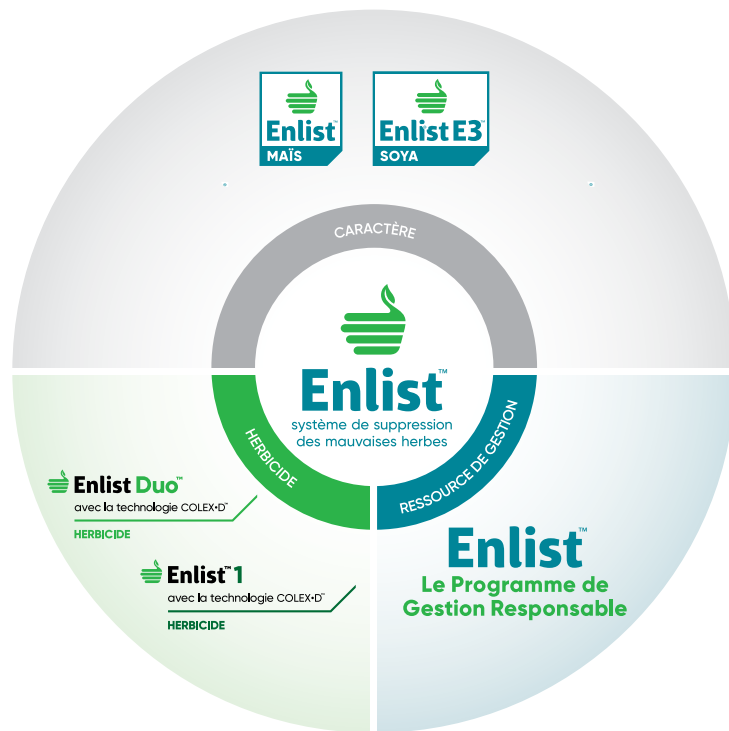 Enlist™
MAÏS
Enlist E3™
SOYA
CARACTÈRE
Enlist™
système de suppression
des mauvaises herbes
HERBICIDE
RESSOURCE DE GESTION
Enlist Duo™
avec la technologie COLEX•D™
HERBICIDE
Enlist™ 1
avec la technologie COLEX•D™
HERBICIDE
Enlist™
Le Programme de
Gestion Responsable